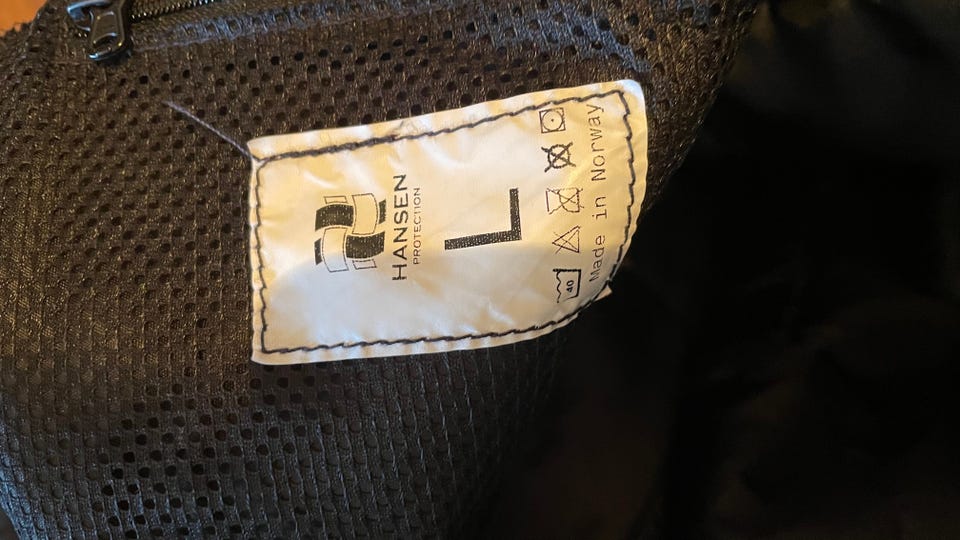 HANSEN
PROTECTION
L
40
Made in Norway